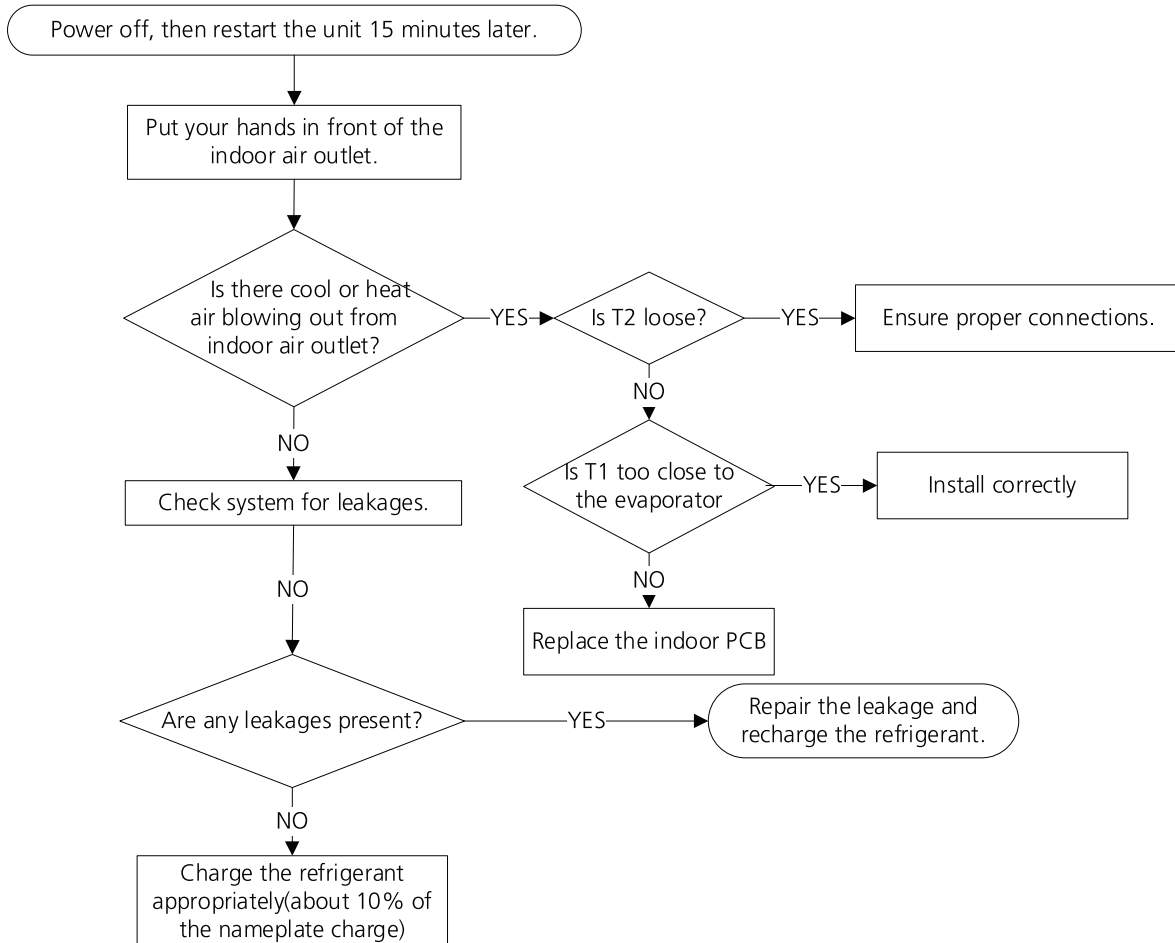 Power off, then restart the unit 15 minutes later.
Put your hands in front of the
indoor air outlet.
Is there cool or heat
air blowing out from
indoor air outlet?
YES
Is T2 loose?
YES
Ensure proper connections.
NO
NO
Is T1 too close to
the evaporator
YES
Install correctly
Check system for leakages.
NO
NO
Replace the indoor PCB
Are any leakages present?
YES
Repair the leakage and
recharge the refrigerant.
NO
Charge the refrigerant
appropriately(about 10% of
the nameplate charge)